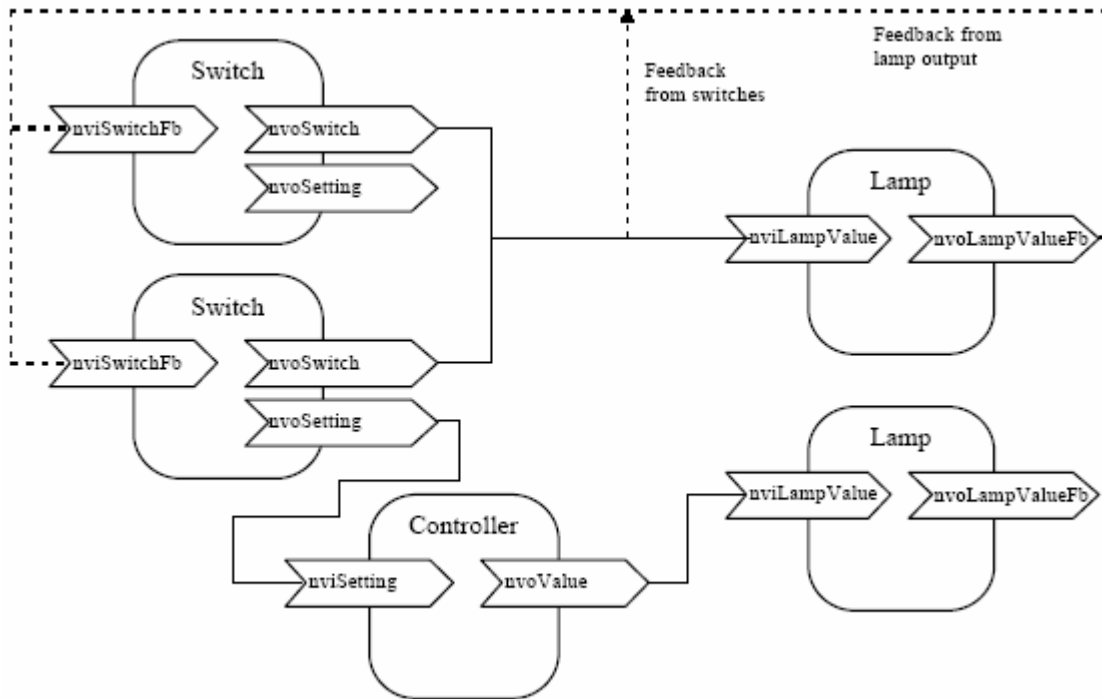 Feedback from
lamp output
Feedback
from switches
Switch
nviSwitchFb
nvoSwitch
nvoSetting
Lamp
nviLampValue
nvoLampValueFb
Switch
nviSwitchFb
nvoSwitch
nvoSetting
Lamp
nviLampValue
nvoLampValueFb
Controller
nviSetting
nvoValue